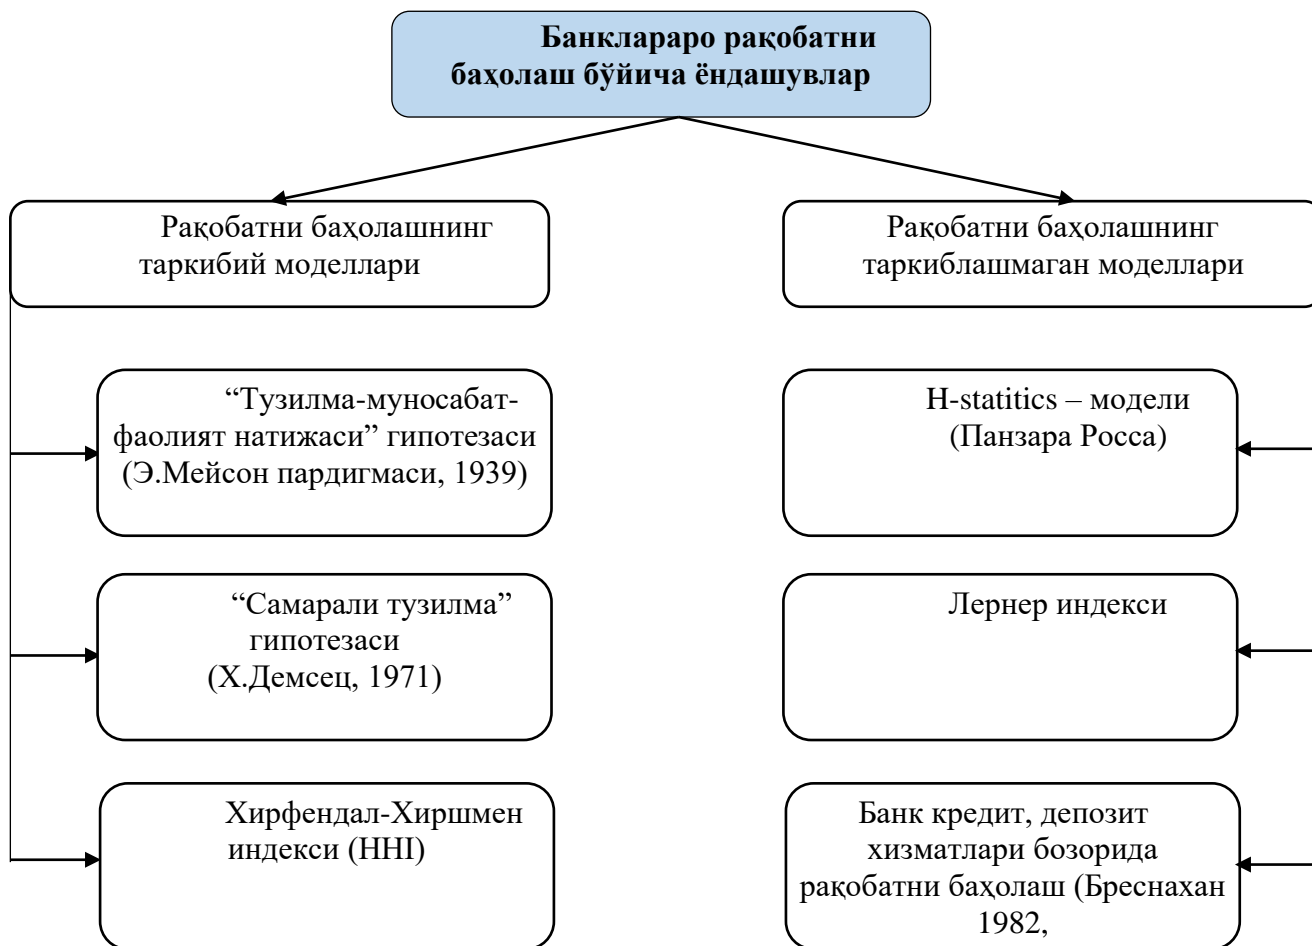 Банклараро рақобатни
баҳолаш бўйича ёндашувлар
Рақобатни баҳолашнинг
таркибий моделлари
Рақобатни баҳолашнинг
таркиблашмаган моделлари
“Тузилма-муносабат-
фаолият натижаси” гипотезаси
(Э.Мейсон пардигмаси, 1939)
H-statitics – модели
(Панзара Росса)
“Самарали тузилма”
гипотезаси
(Х.Демсец, 1971)
Лернер индекси
Хирфендал-Хиршмен
индекси (HHI)
Банк кредит, депозит
хизматлари бозорида
рақобатни баҳолаш (Бреснахан
1982,